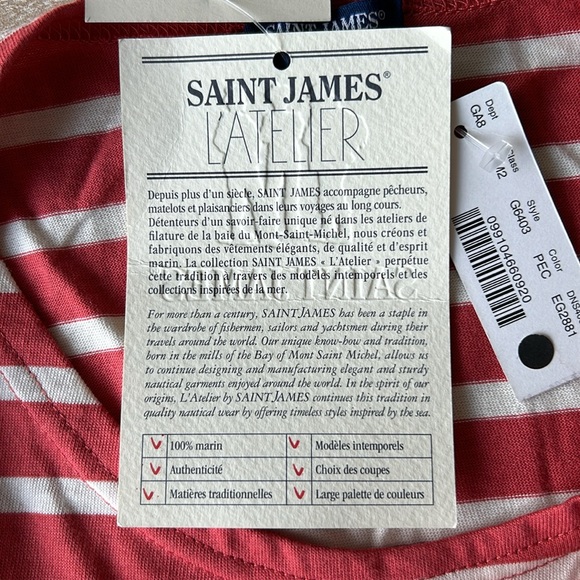 SAINT JAMES®
SAINT JAMES®
L'ATELIER
Depuis plus d'un siècle, SAINT JAMES accompagne pêcheurs,
matelots et plaisanciers dans leurs voyages au long cours.
Détenteurs d'un savoir-faire unique né dans les ateliers de
filature de la baie du Mont-Saint-Michel, nous créons et
fabriquons des vêtements élégants, de qualité et d'esprit
marin. La collection SAINT JAMES « L'Atelier » perpétue
cette tradition à travers des modèles intemporels et des
collections inspirées de la mer.
For more than a century, SAINT JAMES has been a staple in
the wardrobe of fishermen, sailors and yachtsmen during their
travels around the world. Our unique know-how and tradition,
born in the mills of the Bay of Mont Saint Michel, allows us
to continue designing and manufacturing elegant and sturdy
nautical garments enjoyed around the world. In the spirit of our
origins, L'Atelier by SAINT JAMES continues this tradition in
quality nautical wear by offering timeless styles inspired by the sea.
100% marin
Modèles intemporels
Authenticité
Choix des coupes
Matières traditionnelles
Large palette de couleurs
Dept
GA8
Class
M2
Style
G6403
Color
PEC
EG2881
099104660920